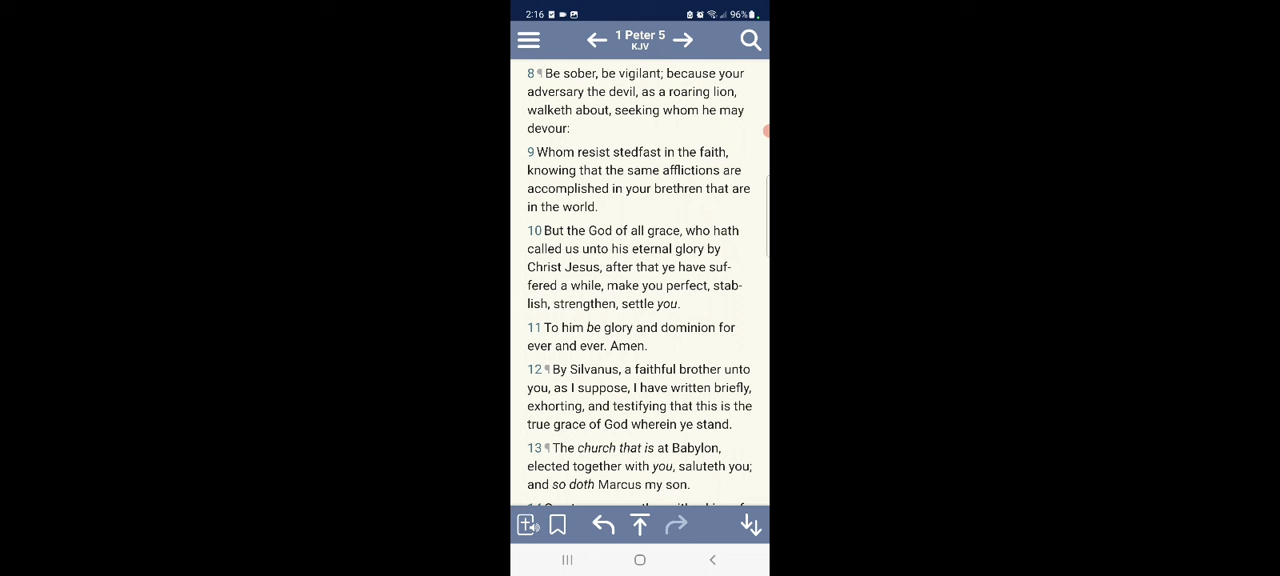 2:16
96%
1 Peter 5
KJV
8 ¶ Be sober, be vigilant; because your
adversary the devil, as a roaring lion,
walketh about, seeking whom he may
devour:
9 Whom resist stedfast in the faith,
knowing that the same afflictions are
accomplished in your brethren that are
in the world.
10 But the God of all grace, who hath
called us unto his eternal glory by
Christ Jesus, after that ye have suf-
fered a while, make you perfect, stab-
lish, strengthen, settle you.
11 To him be glory and dominion for
ever and ever. Amen.
12 ¶ By Silvanus, a faithful brother unto
you, as I suppose, I have written briefly,
exhorting, and testifying that this is the
true grace of God wherein ye stand.
13 ¶ The church that is at Babylon,
elected together with you, saluteth you;
and so doth Marcus my son.